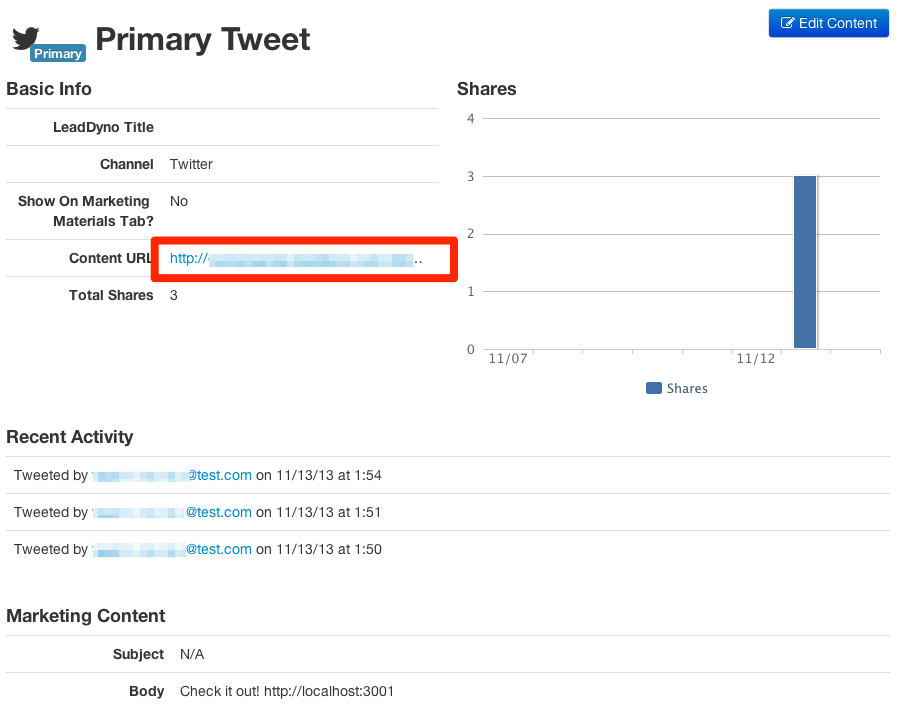 Primary
Primary Tweet
Edit Content
Basic Info
LeadDyno Title
Channel Twitter
Show On Marketing
Materials Tab? No
Content URL http://
..
Total Shares 3
Shares
4
3
2
1
0
11/07
11/12
Shares
Recent Activity
Tweeted by @test.com on 11/13/13 at 1:54
Tweeted by @test.com on 11/13/13 at 1:51
Tweeted by @test.com on 11/13/13 at 1:50
Marketing Content
Subject N/A
Body Check it out! http://localhost:3001